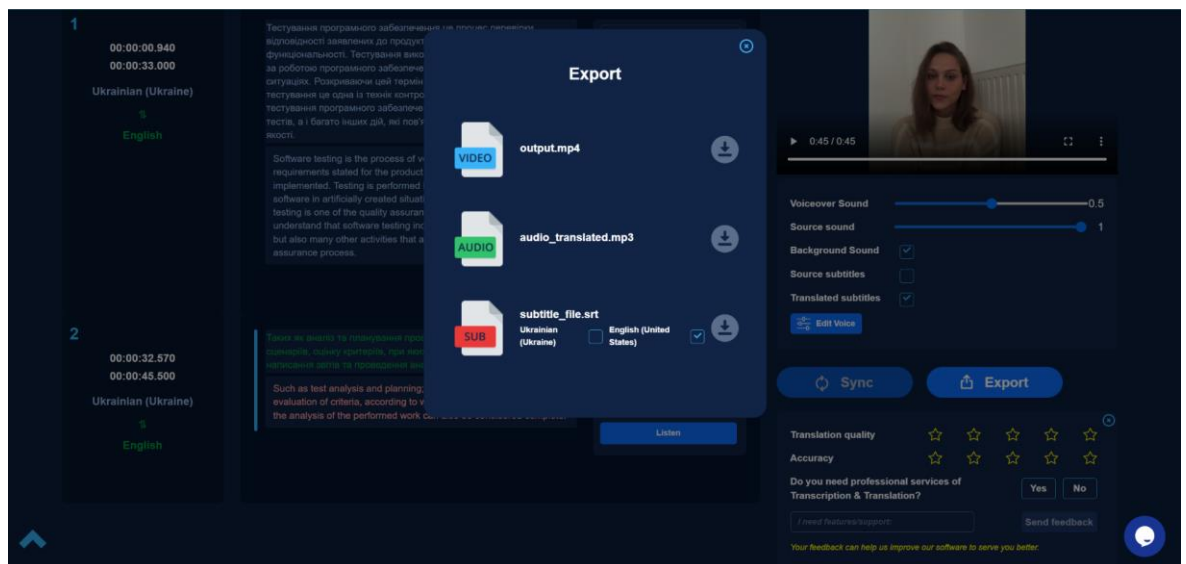 1
00:00:00.940
00:00:33.000
Ukrainian (Ukraine)
English
Тестування програмного забезпечення це процес перевірки
відповідності заявлених до продукт
функціональності. Тестування вико
за роботою програмного забезпече
ситуаціях. Розкриваючи цей термін
тестування це одна із технік контро
тестування програмного забезпече
тестів, а і багато інших дій, які пов'я
якості.
Software testing is the process of v
requirements stated for the product
implemented. Testing is performed
software in artificially created situat
testing is one of the quality assuran
understand that software testing inc
but also many other activities that a
assurance process.
2
00:00:32.570
00:00:45.500
Ukrainian (Ukraine)
English
Таких як аналіз та планування
написання звітів та проведення
Such as test analysis and planning;
evaluation of criteria, according to w
the analysis of the performed work can also be considered complete.
Listen
Export
VIDEO
output.mp4
AUDIO
audio_translated.mp3
SUB
subtitle_file.srt
Ukrainian (Ukraine)
English (United States)
0:45 / 0:45
Voiceover Sound 0.5
Source sound 1
Background Sound
Source subtitles
Translated subtitles
Edit Voice
Sync
Export
Translation quality
Accuracy
Do you need professional services of
Transcription & Translation?
Yes
No
I need features/support:
Send feedback
Your feedback can help us improve our software to serve you better.